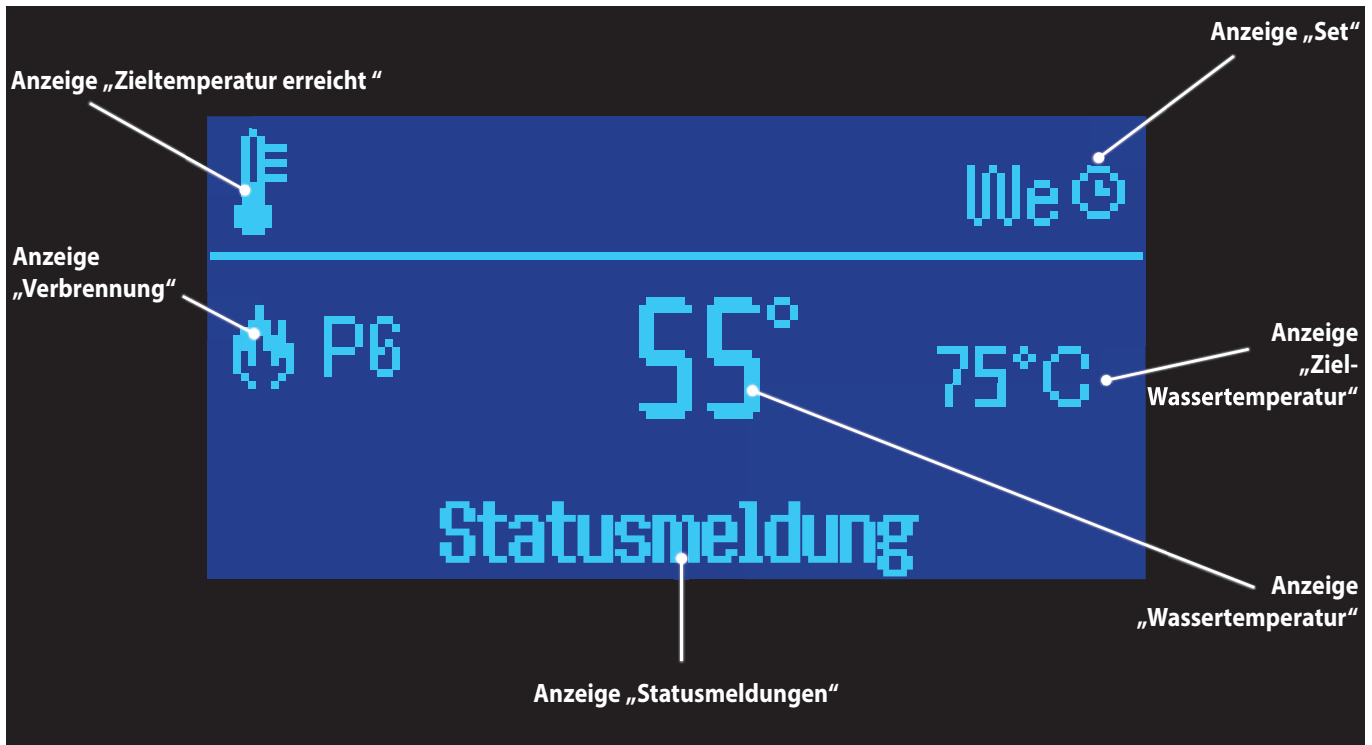 Anzeige „Set“
Anzeige „Zieltemperatur erreicht “
We
Anzeige
„Verbrennung“
P6
55°
75°C
Anzeige
„Ziel-
Wassertemperatur“
Statusmeldung
Anzeige
„Wassertemperatur“
Anzeige „Statusmeldungen“